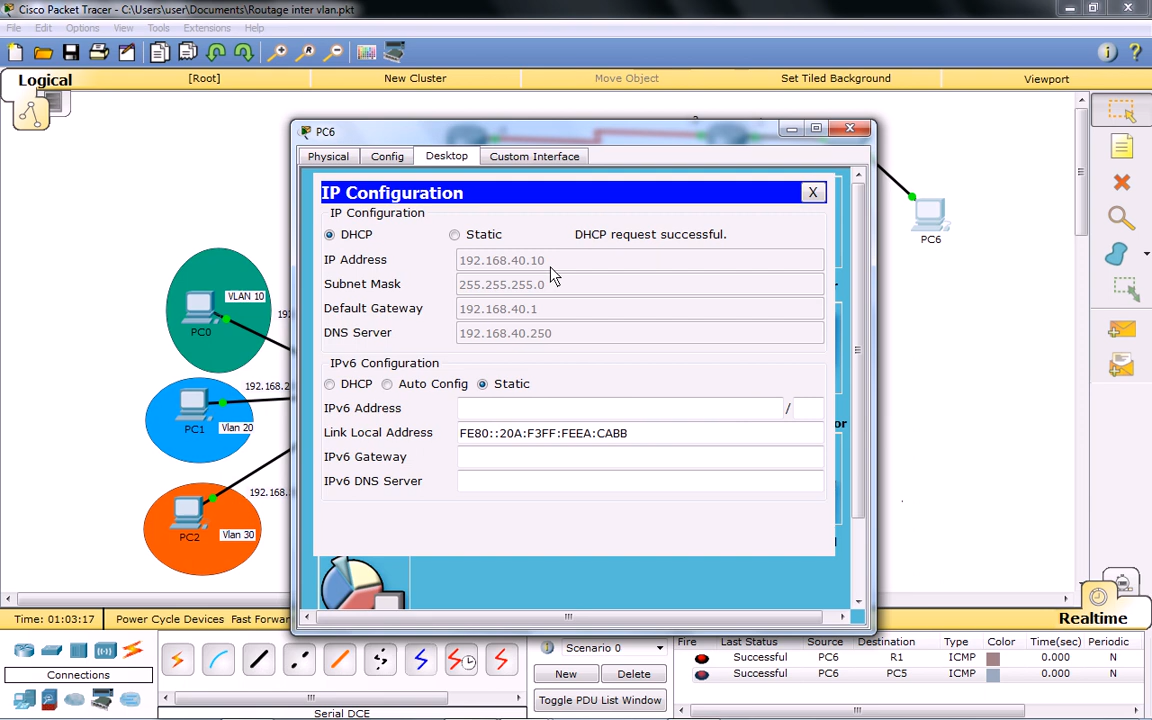 Cisco Packet Tracer - C:\Users\user\Documents\Routage inter vlan.pkt
File Edit Options View Tools Extensions Help
Logical [Root] New Cluster Move Object Set Tiled Background Viewport
PC6
Physical Config Desktop Custom Interface
IP Configuration X
IP Configuration
DHCP Static DHCP request successful.
IP Address 192.168.40.10
Subnet Mask 255.255.255.0
Default Gateway 192.168.40.1
DNS Server 192.168.40.250
IPv6 Configuration
DHCP Auto Config Static
IPv6 Address /
Link Local Address FE80::20A:F3FF:FEEA:CABB
IPv6 Gateway
IPv6 DNS Server
PC6
VLAN 10
PC0
192.168.2
PC1 Vlan 20
192.168.
PC2 Vlan 30
Time: 01:03:17 Power Cycle Devices Fast Forwar
Realtime
Connections
Serial DCE
Scenario 0
New Delete
Toggle PDU List Window
Fire Last Status Source Destination Type Color Time(sec) Periodic
Successful PC6 R1 ICMP 0.000 N
Successful PC6 PC5 ICMP 0.000 N